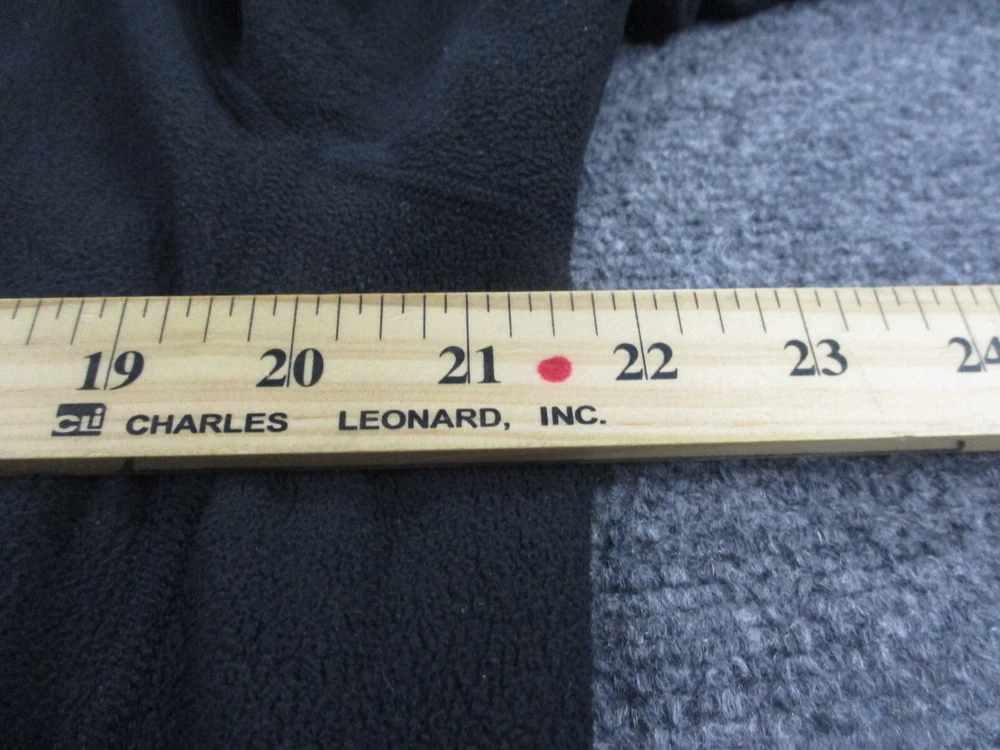 19 20 21 22 23 24
CLi CHARLES LEONARD, INC.